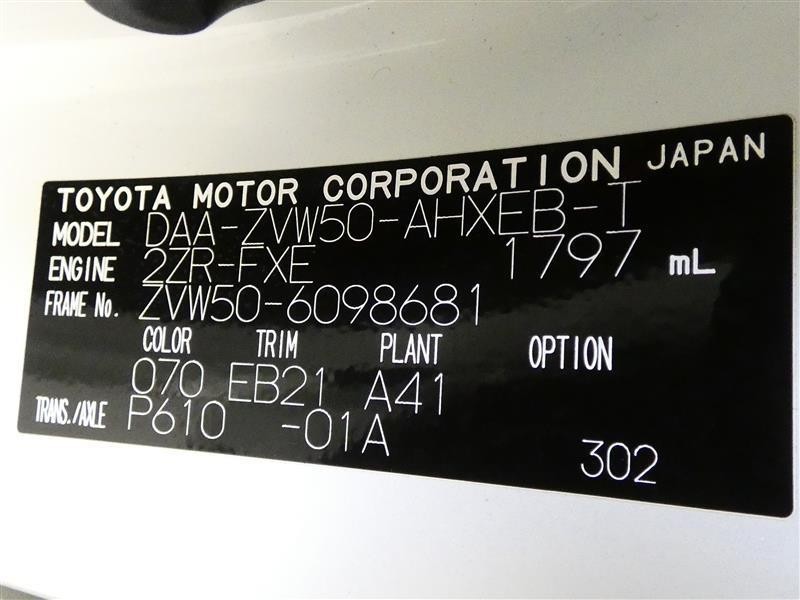 TOYOTA MOTOR CORPORATION JAPAN
MODEL DAA-ZVW50-AHXEB-T
ENGINE 2ZR-FXE 1797 mL
FRAME No. ZVW50-6098681
COLOR TRIM PLANT OPTION
070 EB21 A41
TRANS./AXLE P610 -01A
302